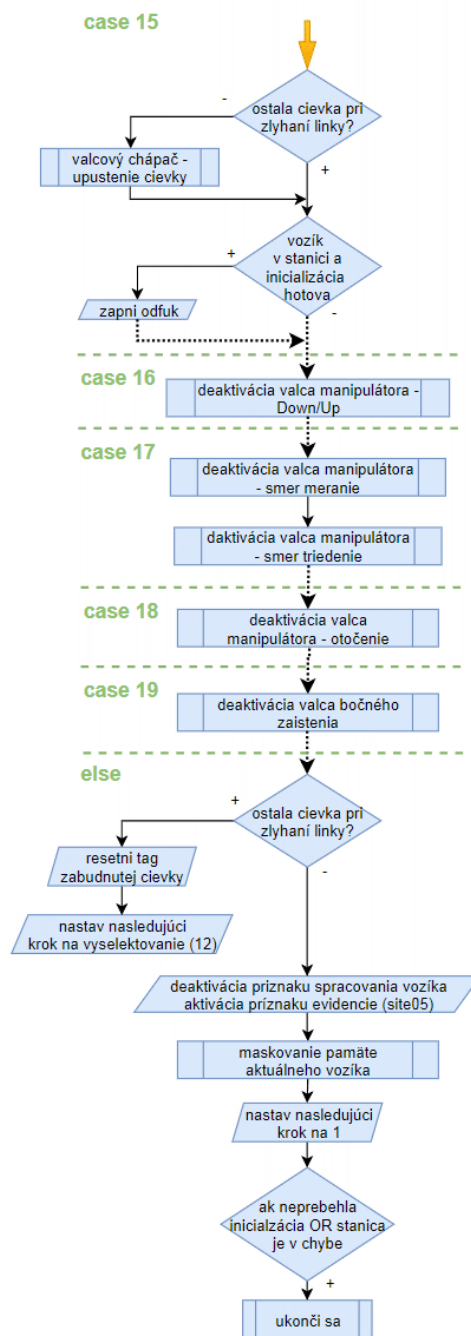 case 15
ostala cievka pri
zlyhaní linky?
-
valcový chápač -
upustenie cievky
+
vozík
v stanici a
inicializácia
hotova
+
zapni odfuk
-
case 16
deaktivácia valca manipulátora -
Down/Up
case 17
deaktivácia valca manipulátora
- smer meranie
daktivácia valca manipulátora
- smer triedenie
case 18
deaktivácia valca
manipulátora - otočenie
case 19
deaktivácia valca bočného
zaistenia
else
ostala cievka pri
zlyhaní linky?
+
resetni tag
zabudnutej cievky
-
nastav nasledujúci
krok na vyselektovanie (12)
deaktivácia priznaku spracovania vozíka
aktivácia príznaku evidencie (site05)
maskovanie pamäte
aktuálneho vozíka
nastav nasledujúci
krok na 1
ak neprebehla
inicialzácia OR stanica
je v chybe
+
ukonči sa